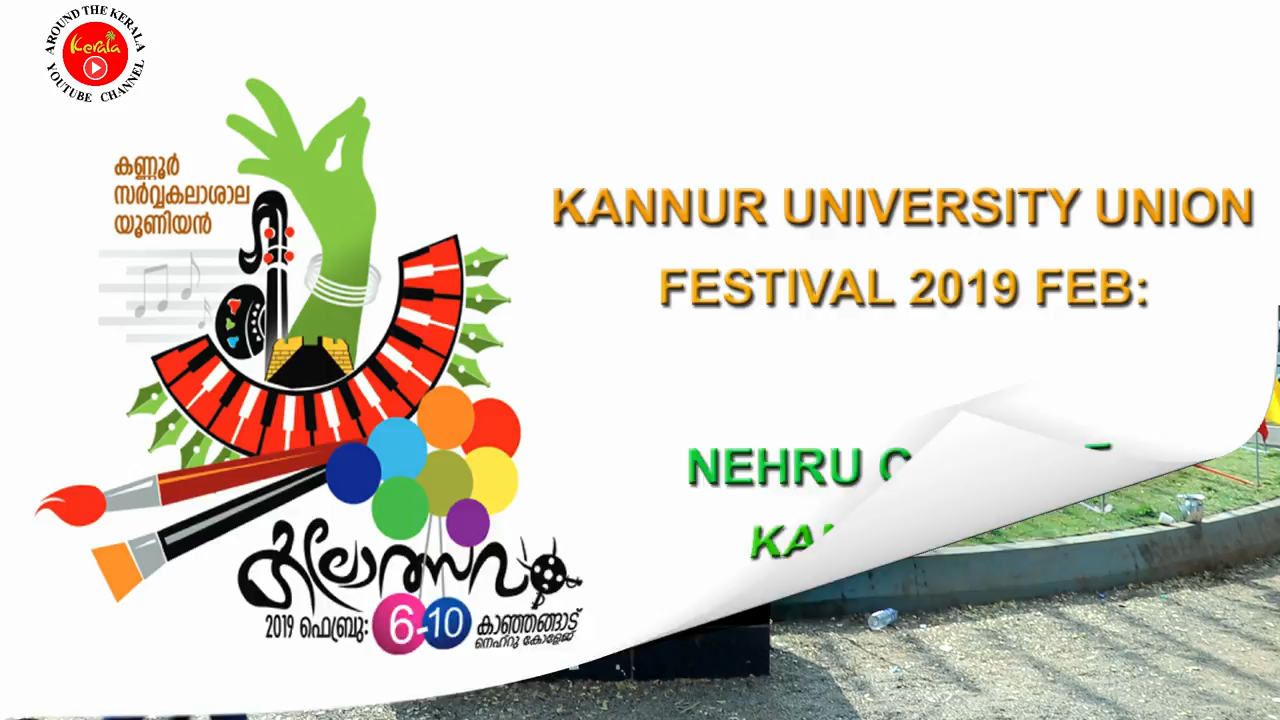 AROUND THE KERALA
Kerala
YOUTUBE CHANNEL
കണ്ണൂർ
സർവ്വകലാശാല
യൂണിയൻ
KANNUR UNIVERSITY UNION
FESTIVAL 2019 FEB:
NEHRU
കലോത്സവം
2019 ഫെബ്രു: 6-10 കാഞ്ഞങ്ങാട്
നെഹ്റു കോളേജ്